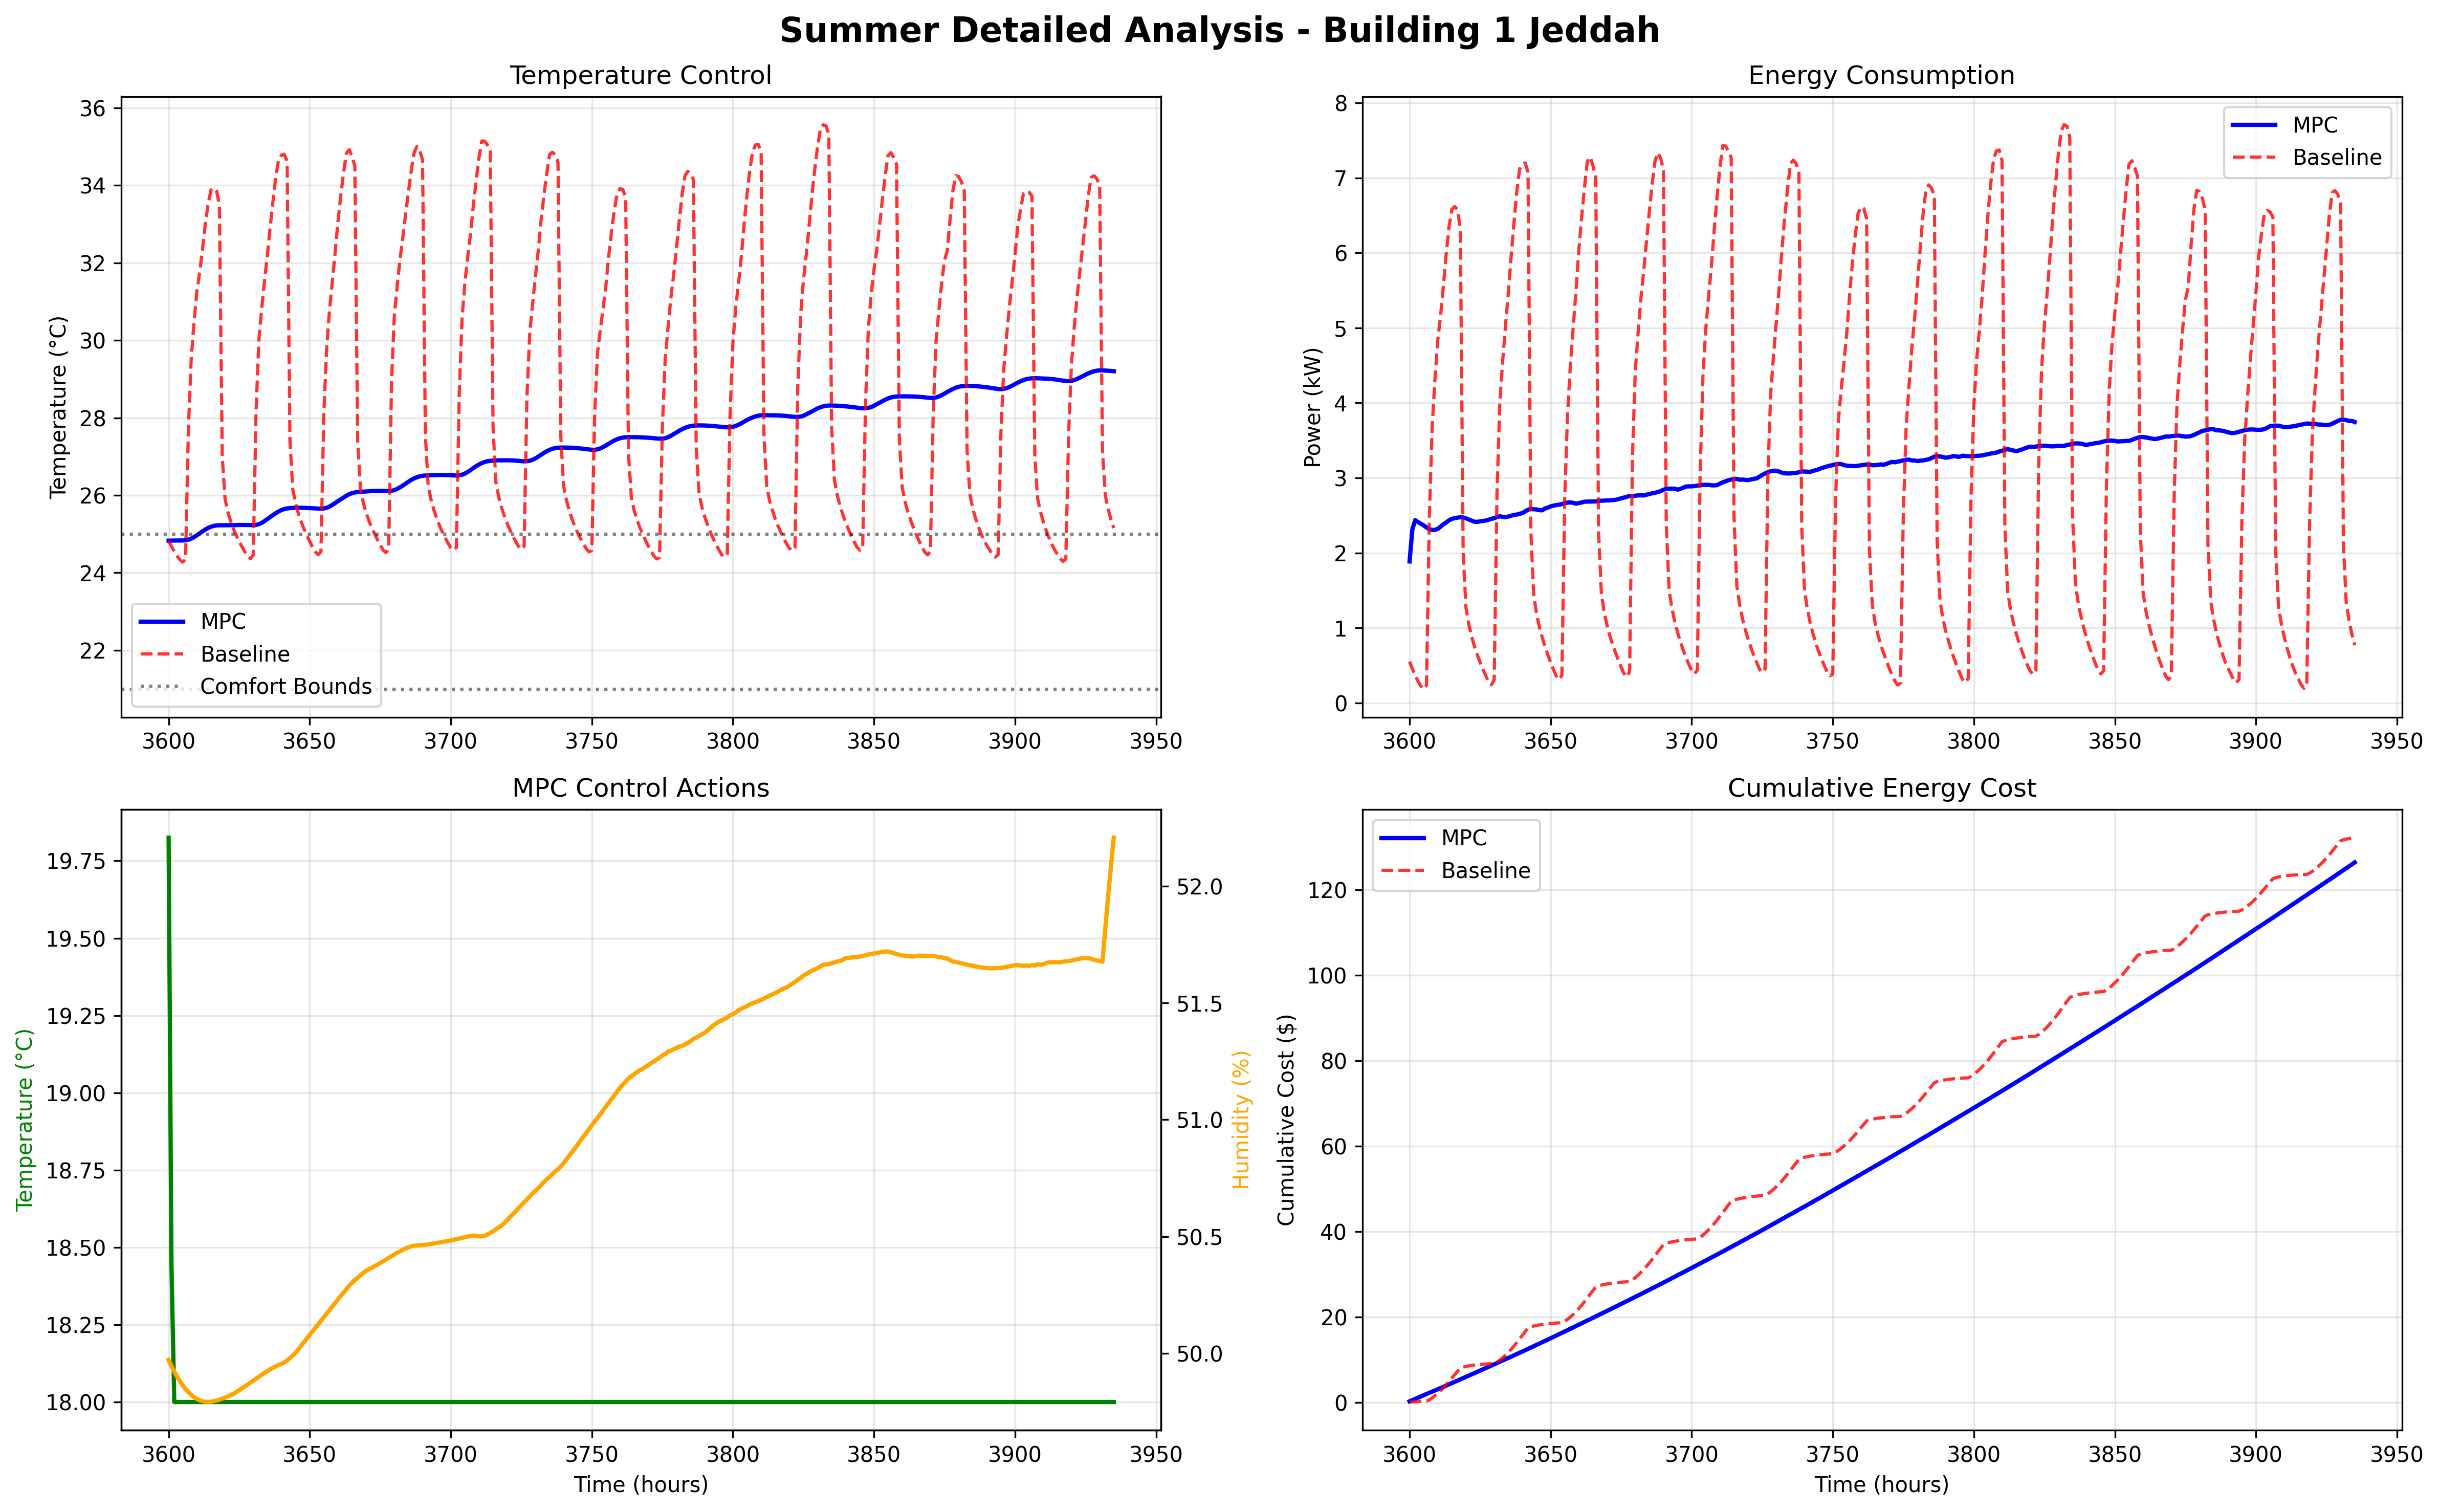 Summer Detailed Analysis - Building 1 Jeddah
Temperature Control
Temperature (°C)
36
34
32
30
28
26
24
22
MPC
Baseline
Comfort Bounds
3600 3650 3700 3750 3800 3850 3900 3950
Energy Consumption
Power (kW)
8
7
6
5
4
3
2
1
0
MPC
Baseline
3600 3650 3700 3750 3800 3850 3900 3950
MPC Control Actions
Temperature (°C)
19.75
19.50
19.25
19.00
18.75
18.50
18.25
18.00
52.0
51.5
51.0
50.5
50.0
Humidity (%)
3600 3650 3700 3750 3800 3850 3900 3950
Time (hours)
Cumulative Energy Cost
Cumulative Cost ($)
120
100
80
60
40
20
0
MPC
Baseline
3600 3650 3700 3750 3800 3850 3900 3950
Time (hours)